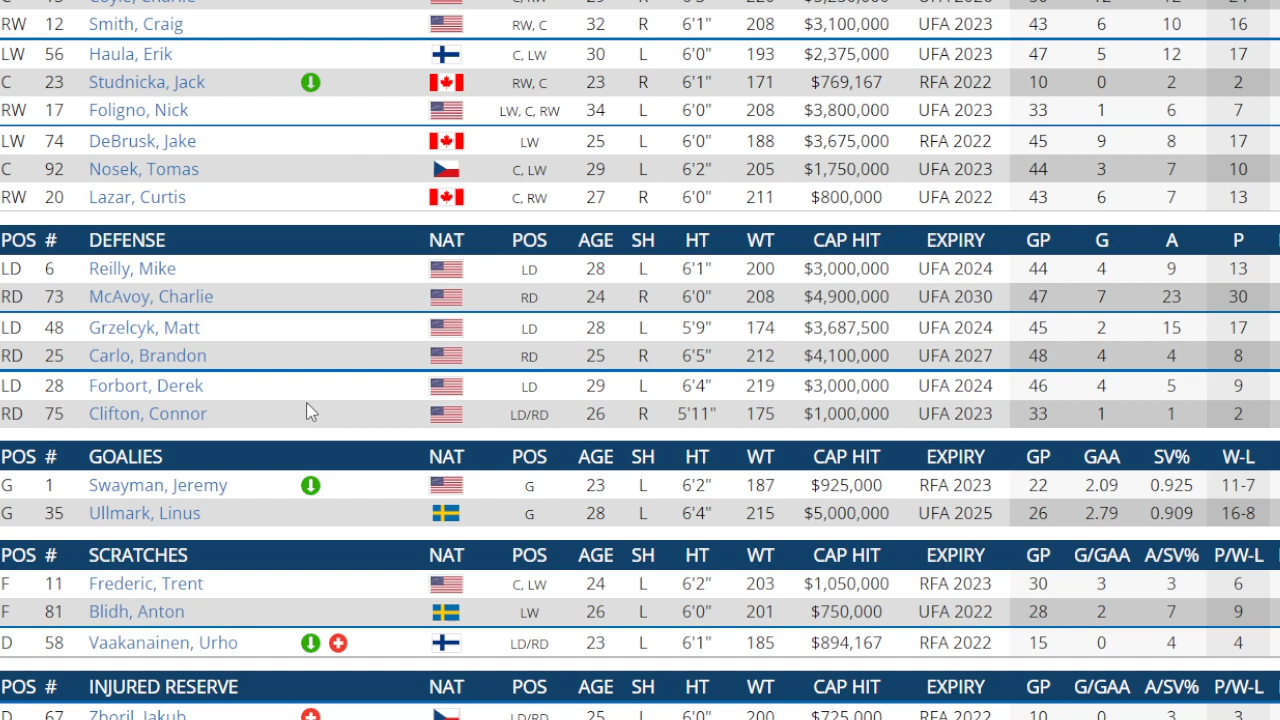 RW 12 Smith, Craig RW, C 32 R 6'1" 208 $3,100,000 UFA 2023 43 6 10 16
LW 56 Haula, Erik C, LW 30 L 6'0" 193 $2,375,000 UFA 2023 47 5 12 17
C 23 Studnicka, Jack RW, C 23 R 6'1" 171 $769,167 RFA 2022 10 0 2 2
RW 17 Foligno, Nick LW, C, RW 34 L 6'0" 208 $3,800,000 UFA 2023 33 1 6 7
LW 74 DeBrusk, Jake LW 25 L 6'0" 188 $3,675,000 RFA 2022 45 9 8 17
C 92 Nosek, Tomas C, LW 29 L 6'2" 205 $1,750,000 UFA 2023 44 3 7 10
RW 20 Lazar, Curtis C, RW 27 R 6'0" 211 $800,000 UFA 2022 43 6 7 13
POS # DEFENSE NAT POS AGE SH HT WT CAP HIT EXPIRY GP G A P
LD 6 Reilly, Mike LD 28 L 6'1" 200 $3,000,000 UFA 2024 44 4 9 13
RD 73 McAvoy, Charlie RD 24 R 6'0" 208 $4,900,000 UFA 2030 47 7 23 30
LD 48 Grzelcyk, Matt LD 28 L 5'9" 174 $3,687,500 UFA 2024 45 2 15 17
RD 25 Carlo, Brandon RD 25 R 6'5" 212 $4,100,000 UFA 2027 48 4 4 8
LD 28 Forbort, Derek LD 29 L 6'4" 219 $3,000,000 UFA 2024 46 4 5 9
RD 75 Clifton, Connor LD/RD 26 R 5'11" 175 $1,000,000 UFA 2023 33 1 1 2
POS # GOALIES NAT POS AGE SH HT WT CAP HIT EXPIRY GP GAA SV% W-L
G 1 Swayman, Jeremy G 23 L 6'2" 187 $925,000 RFA 2023 22 2.09 0.925 11-7
G 35 Ullmark, Linus G 28 L 6'4" 215 $5,000,000 UFA 2025 26 2.79 0.909 16-8
POS # SCRATCHES NAT POS AGE SH HT WT CAP HIT EXPIRY GP G/GAA A/SV% P/W-L
F 11 Frederic, Trent C, LW 24 L 6'2" 203 $1,050,000 RFA 2023 30 3 3 6
F 81 Blidh, Anton LW 26 L 6'0" 201 $750,000 UFA 2022 28 2 7 9
D 58 Vaakanainen, Urho LD/RD 23 L 6'1" 185 $894,167 RFA 2022 15 0 4 4
POS # INJURED RESERVE NAT POS AGE SH HT WT CAP HIT EXPIRY GP G/GAA A/SV% P/W-L
D 67 Zboril, Jakub LD/RD 25 L 6'0" 200 $725,000 RFA 2022 10 0 3 3